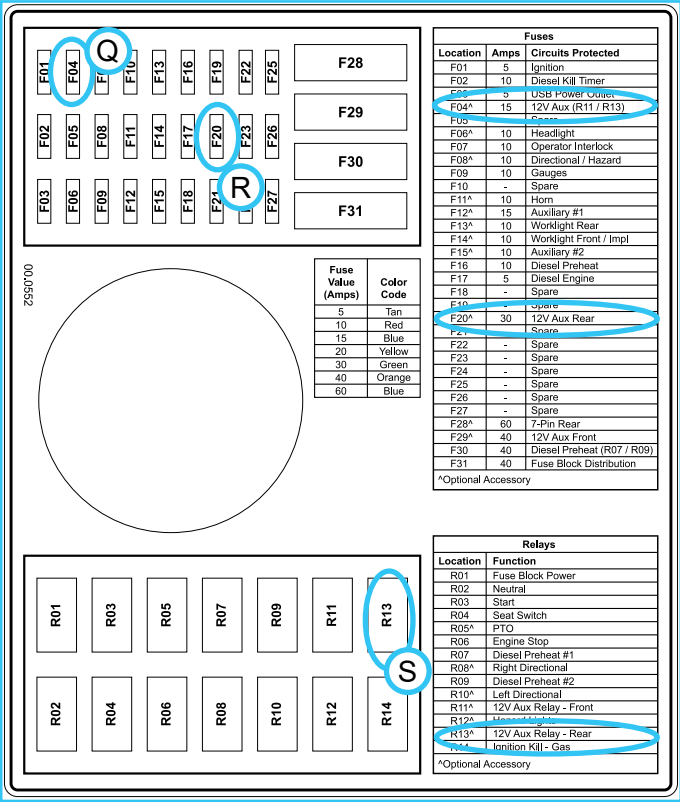 F01 F04 F10 F13 F16 F19 F22 F25 F28
Q
F02 F05 F08 F11 F14 F17 F20 F23 F26 F29
R
F03 F06 F09 F12 F15 F18 F21 F27 F30
F31
00.0552
Fuse Value (Amps) Color Code
5 Tan
10 Red
15 Blue
20 Yellow
30 Green
40 Orange
60 Blue
Fuses
Location Amps Circuits Protected
F01 5 Ignition
F02 10 Diesel Kill Timer
F03 5 USB Power Outlet
F04^ 15 12V Aux (R11 / R13)
F05 - Spare
F06^ 10 Headlight
F07 10 Operator Interlock
F08^ 10 Directional / Hazard
F09 10 Gauges
F10 - Spare
F11^ 10 Horn
F12^ 15 Auxiliary #1
F13^ 10 Worklight Rear
F14^ 10 Worklight Front / Impl
F15^ 10 Auxiliary #2
F16 10 Diesel Preheat
F17 5 Diesel Engine
F18 - Spare
F19 - Spare
F20^ 30 12V Aux Rear
F21 Spare
F22 - Spare
F23 - Spare
F24 - Spare
F25 - Spare
F26 - Spare
F27 - Spare
F28^ 60 7-Pin Rear
F29^ 40 12V Aux Front
F30 40 Diesel Preheat (R07 / R09)
F31 40 Fuse Block Distribution
^Optional Accessory
R01 R03 R05 R07 R09 R11 R13
S
R02 R04 R06 R08 R10 R12 R14
Relays
Location Function
R01 Fuse Block Power
R02 Neutral
R03 Start
R04 Seat Switch
R05^ PTO
R06 Engine Stop
R07 Diesel Preheat #1
R08^ Right Directional
R09 Diesel Preheat #2
R10^ Left Directional
R11^ 12V Aux Relay - Front
R12^ Hazard Lights
R13^ 12V Aux Relay - Rear
R14 Ignition Kill - Gas
^Optional Accessory